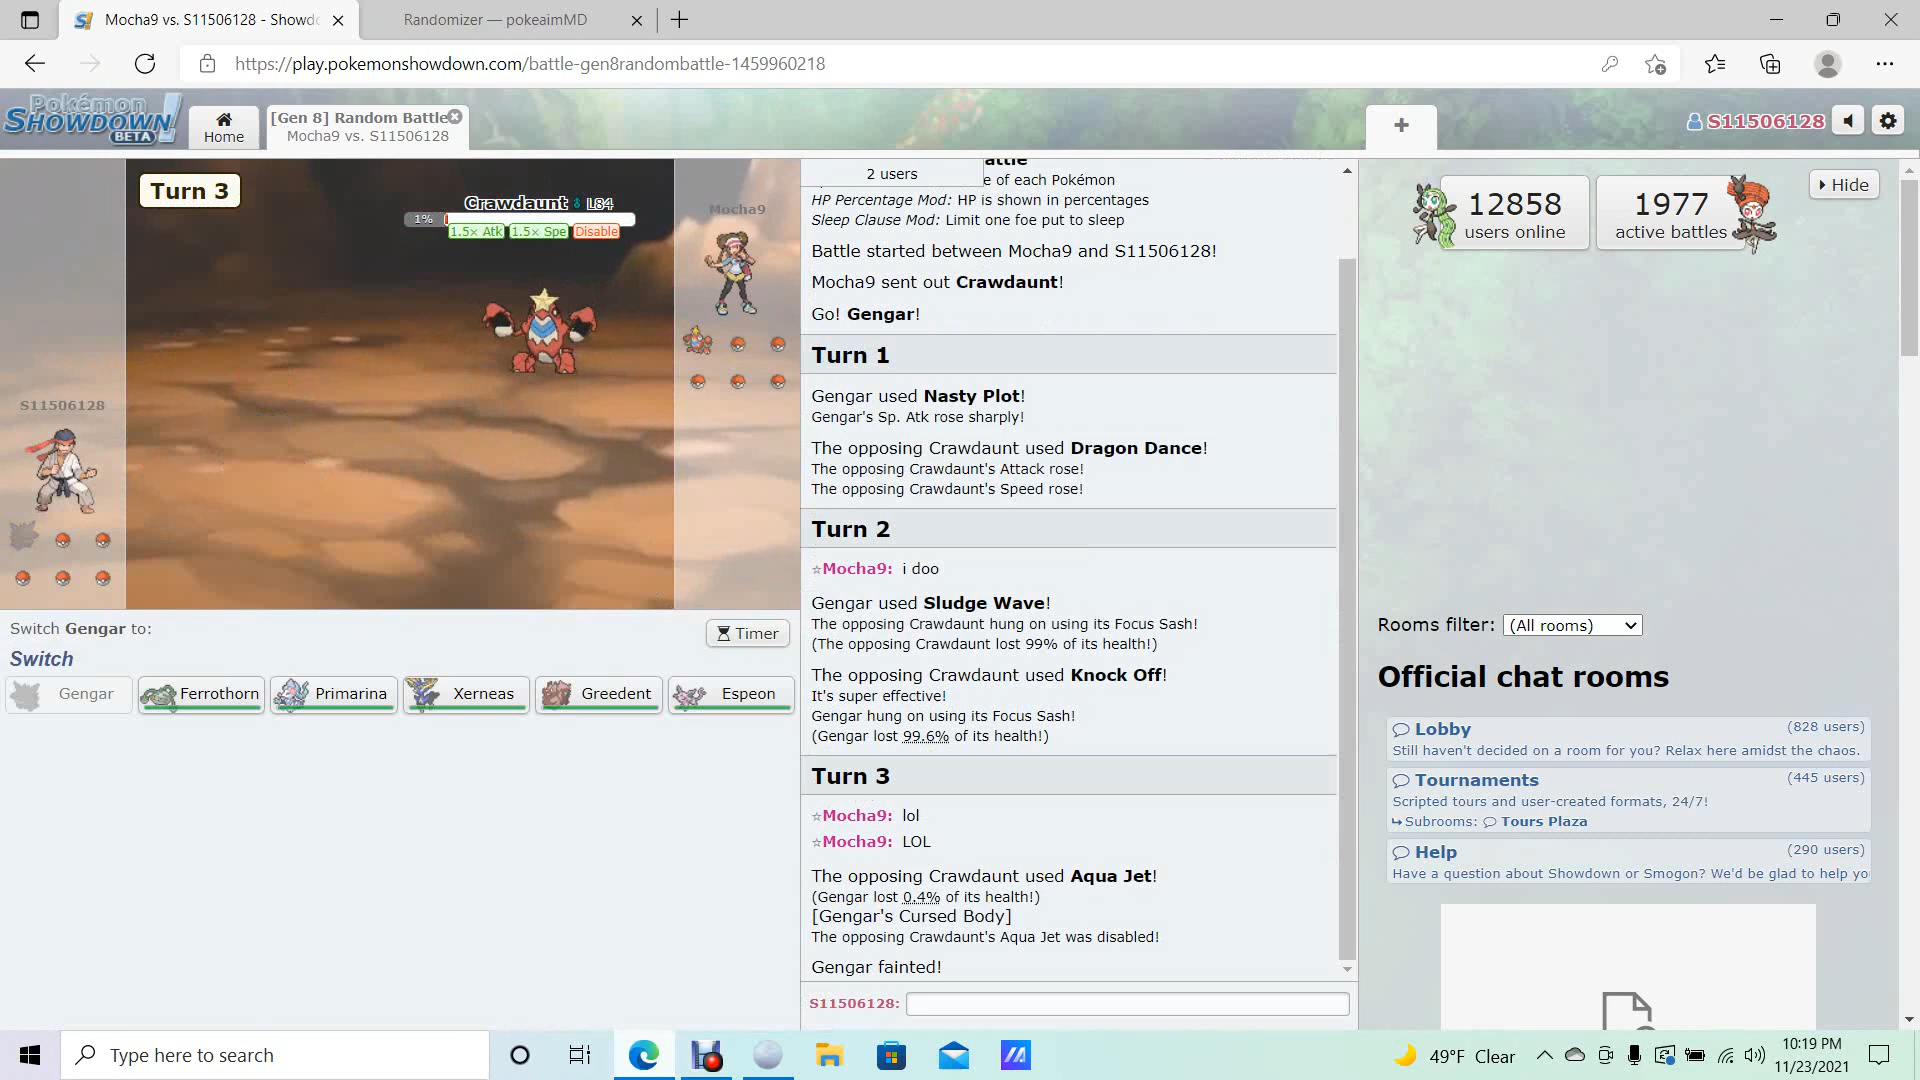 Mocha9 vs. S11506128 - Showdo
Randomizer — pokeaimMD
https://play.pokemonshowdown.com/battle-gen8randombattle-1459960218
Pokémon
SHOWDOWN!
BETA
Home
[Gen 8] Random Battle
Mocha9 vs. S11506128
+
S11506128
Turn 3
Crawdaunt L84
1%
1.5× Atk 1.5× Spe Disable
Mocha9
S11506128
Switch Gengar to:
Timer
Switch
Gengar Ferrothorn Primarina Xerneas Greedent Espeon
2 users
attle
e of each Pokémon
HP Percentage Mod: HP is shown in percentages
Sleep Clause Mod: Limit one foe put to sleep
Battle started between Mocha9 and S11506128!
Mocha9 sent out Crawdaunt!
Go! Gengar!
Turn 1
Gengar used Nasty Plot!
Gengar's Sp. Atk rose sharply!
The opposing Crawdaunt used Dragon Dance!
The opposing Crawdaunt's Attack rose!
The opposing Crawdaunt's Speed rose!
Turn 2
☆Mocha9: i doo
Gengar used Sludge Wave!
The opposing Crawdaunt hung on using its Focus Sash!
(The opposing Crawdaunt lost 99% of its health!)
The opposing Crawdaunt used Knock Off!
It's super effective!
Gengar hung on using its Focus Sash!
(Gengar lost 99.6% of its health!)
Turn 3
☆Mocha9: lol
☆Mocha9: LOL
The opposing Crawdaunt used Aqua Jet!
(Gengar lost 0.4% of its health!)
[Gengar's Cursed Body]
The opposing Crawdaunt's Aqua Jet was disabled!
Gengar fainted!
S11506128:
12858
users online
1977
active battles
Hide
Rooms filter: (All rooms)
Official chat rooms
Lobby (828 users)
Still haven't decided on a room for you? Relax here amidst the chaos.
Tournaments (445 users)
Scripted tours and user-created formats, 24/7!
↳Subrooms: Tours Plaza
Help (290 users)
Have a question about Showdown or Smogon? We'd be glad to help yo
Type here to search
49°F Clear
10:19 PM
11/23/2021